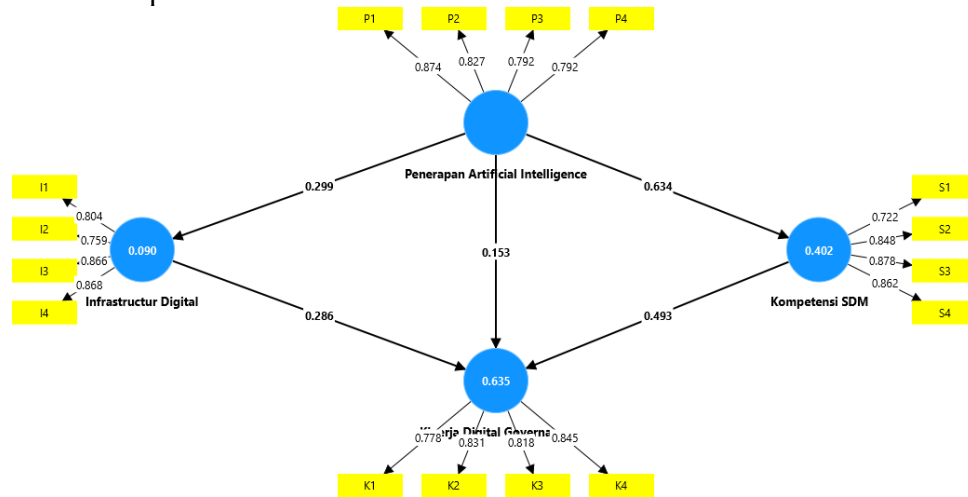 P1 P2 P3 P4
0.874 0.827 0.792 0.792
Penerapan Artificial Intelligence
0.299 0.634
0.153
I1
I2
I3
I4
0.804
0.759
0.866
0.868
0.090
Infrastructur Digital
S1
S2
S3
S4
0.722
0.848
0.878
0.862
0.402
Kompetensi SDM
0.286 0.493
0.635
Digital
0.778 0.831 0.818 0.845
K1 K2 K3 K4